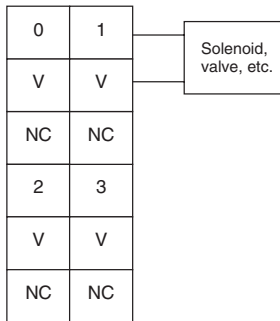 0 1
Solenoid,
valve, etc.
V V
NC NC
2 3
V V
NC NC